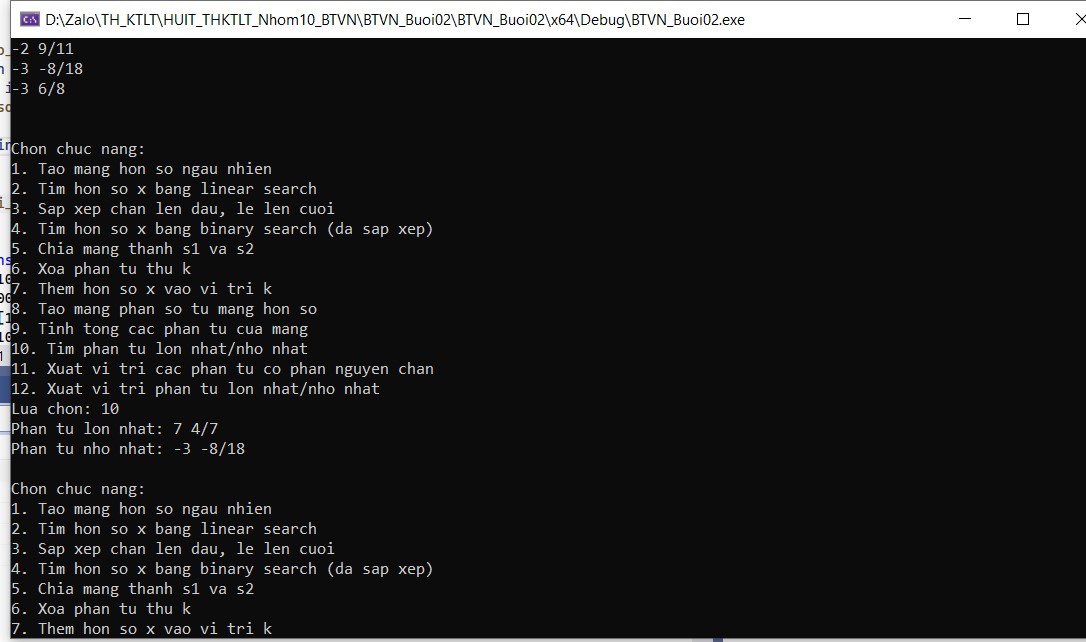 D:\Zalo\TH_KTLT\HUIT_THKTLT_Nhom10_BTVN\BTVN_Buoi02\BTVN_Buoi02\x64\Debug\BTVN_Buoi02.exe
-2 9/11
-3 -8/18
-3 6/8
Chon chuc nang:
1. Tao mang hon so ngau nhien
2. Tim hon so x bang linear search
3. Sap xep chan len dau, le len cuoi
4. Tim hon so x bang binary search (da sap xep)
5. Chia mang thanh s1 va s2
6. Xoa phan tu thu k
7. Them hon so x vao vi tri k
8. Tao mang phan so tu mang hon so
9. Tinh tong cac phan tu cua mang
10. Tim phan tu lon nhat/nho nhat
11. Xuat vi tri cac phan tu co phan nguyen chan
12. Xuat vi tri phan tu lon nhat/nho nhat
Lua chon: 10
Phan tu lon nhat: 7 4/7
Phan tu nho nhat: -3 -8/18
Chon chuc nang:
1. Tao mang hon so ngau nhien
2. Tim hon so x bang linear search
3. Sap xep chan len dau, le len cuoi
4. Tim hon so x bang binary search (da sap xep)
5. Chia mang thanh s1 va s2
6. Xoa phan tu thu k
7. Them hon so x vao vi tri k